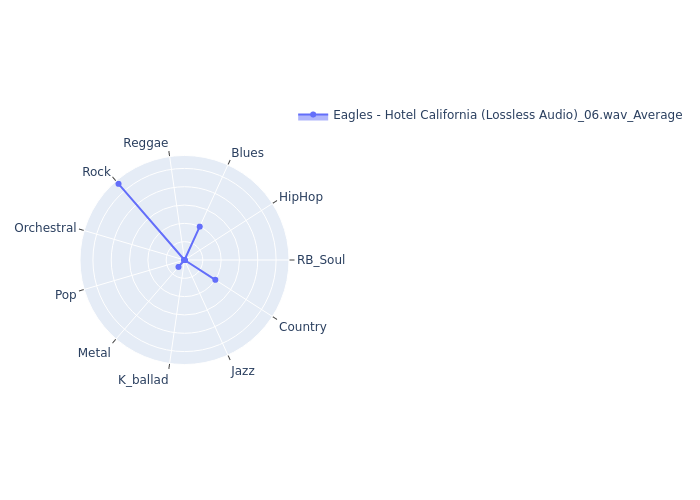 Eagles - Hotel California (Lossless Audio)_06.wav_Average
Reggae
Blues
Rock
HipHop
Orchestral
RB_Soul
Pop
Country
Metal
Jazz
K_ballad